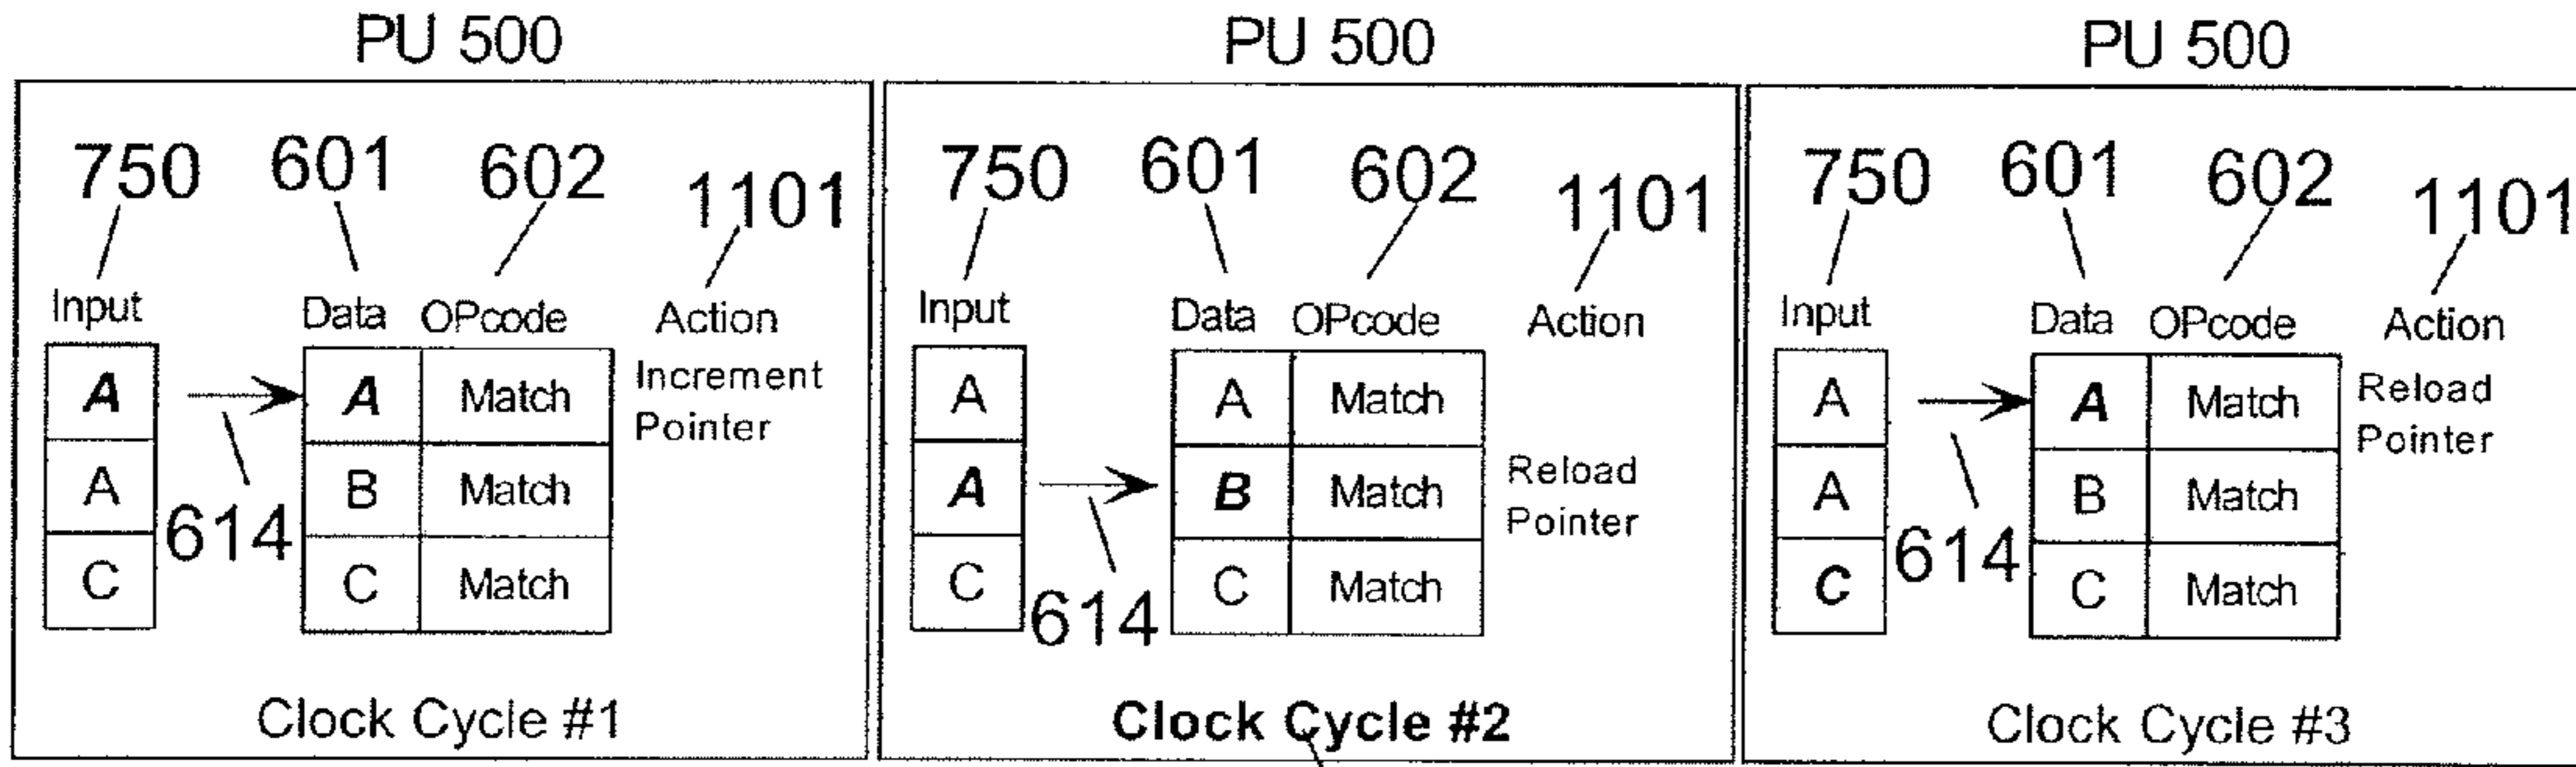 PU 500
750 601 602 1101
Input Data OPcode Action
A A Match Increment
Pointer
A B Match
614
C C Match
Clock Cycle #1
PU 500
750 601 602 1101
Input Data OPcode Action
A A Match
A B Match Reload
Pointer
C C Match
614
Clock Cycle #2
PU 500
750 601 602 1101
Input Data OPcode Action
A A Match Reload
Pointer
A B Match
614
C C Match
Clock Cycle #3